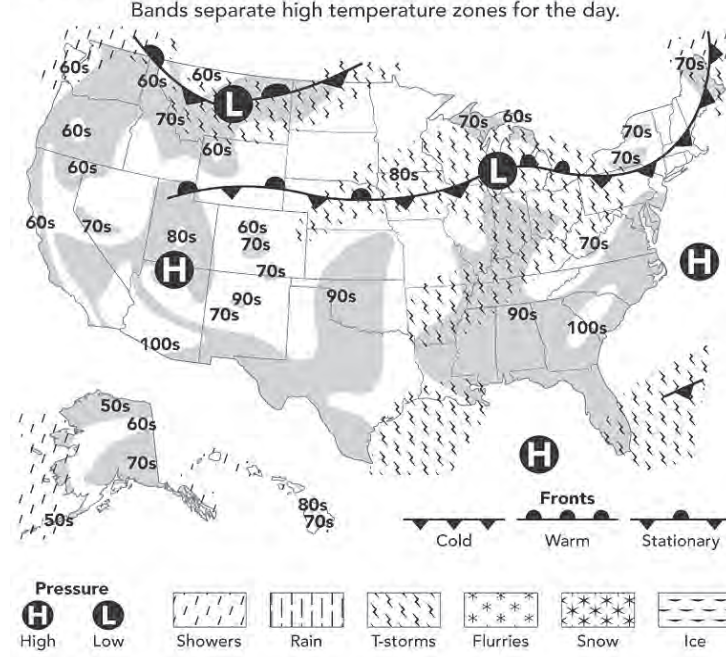 Bands separate high temperature zones for the day.
60s
60s
60s
70s
L
70s
60s
60s
70s
60s
70s
70s
60s
80s
L
60s
70s
80s
60s
70s
H
70s
H
70s
90s
70s
90s
90s
100s
100s
50s
60s
70s
50s
80s
70s
H
Fronts
Cold
Warm
Stationary
Pressure
H
L
High
Low
Showers
Rain
T-storms
Flurries
Snow
Ice